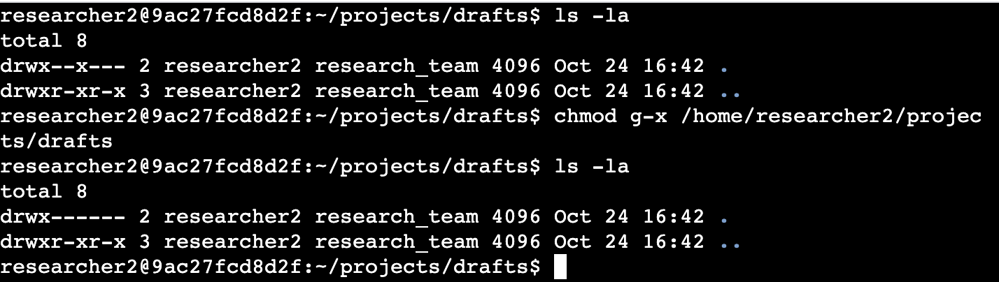 researcher2@9ac27fcd8d2f:~/projects/drafts$ ls -la
total 8
drwx--x--- 2 researcher2 research_team 4096 Oct 24 16:42 .
drwxr-xr-x 3 researcher2 research_team 4096 Oct 24 16:42 ..
researcher2@9ac27fcd8d2f:~/projects/drafts$ chmod g-x /home/researcher2/projec
ts/drafts
researcher2@9ac27fcd8d2f:~/projects/drafts$ ls -la
total 8
drwx------ 2 researcher2 research_team 4096 Oct 24 16:42 .
drwxr-xr-x 3 researcher2 research_team 4096 Oct 24 16:42 ..
researcher2@9ac27fcd8d2f:~/projects/drafts$